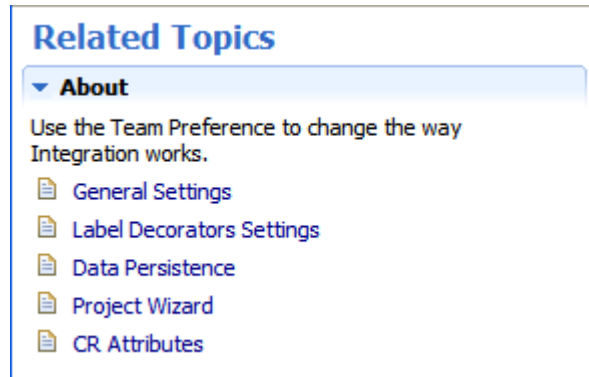 Related Topics
About
Use the Team Preference to change the way
Integration works.
General Settings
Label Decorators Settings
Data Persistence
Project Wizard
CR Attributes